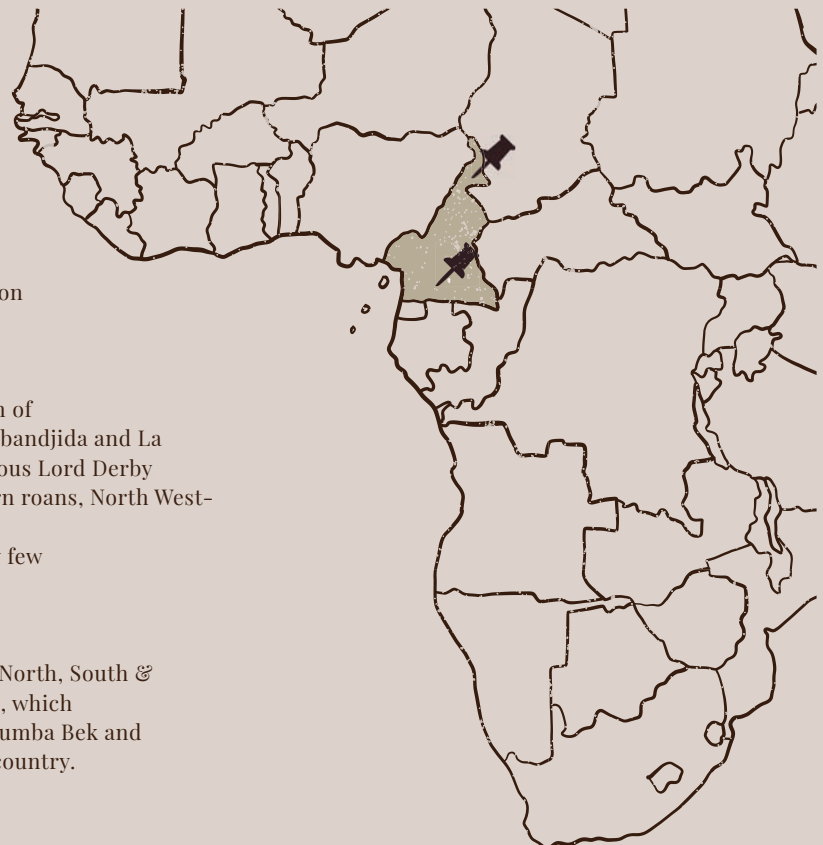 on
n of
bandjida and La
ous Lord Derby
rn roans, North West-
few
North, South &
, which
umba Bek and
country.